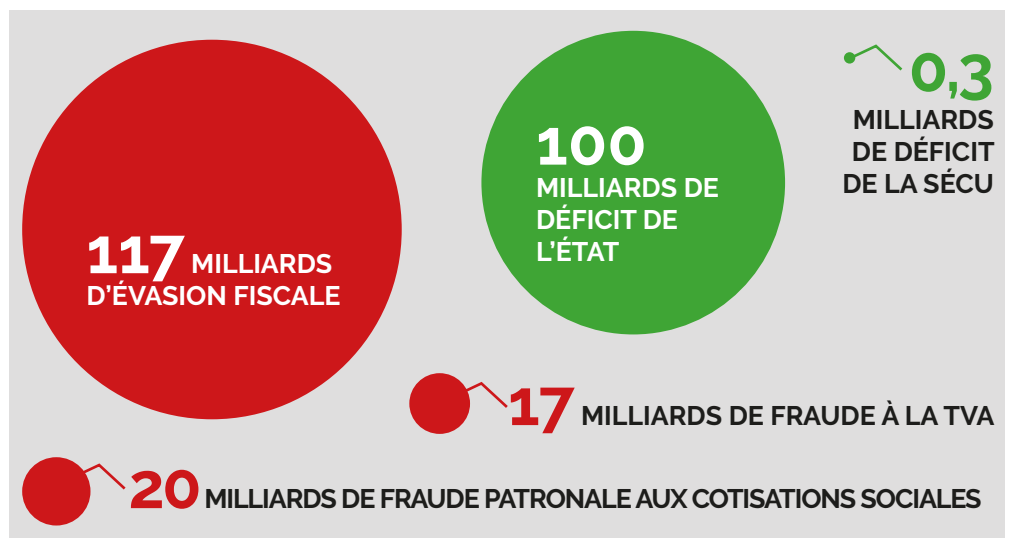 117 MILLIARDS
D'ÉVASION FISCALE
100
MILLIARDS DE
DÉFICIT DE
L'ÉTAT
0,3
MILLIARDS
DE DÉFICIT
DE LA SÉCU
17 MILLIARDS DE FRAUDE À LA TVA
20 MILLIARDS DE FRAUDE PATRONALE AUX COTISATIONS SOCIALES